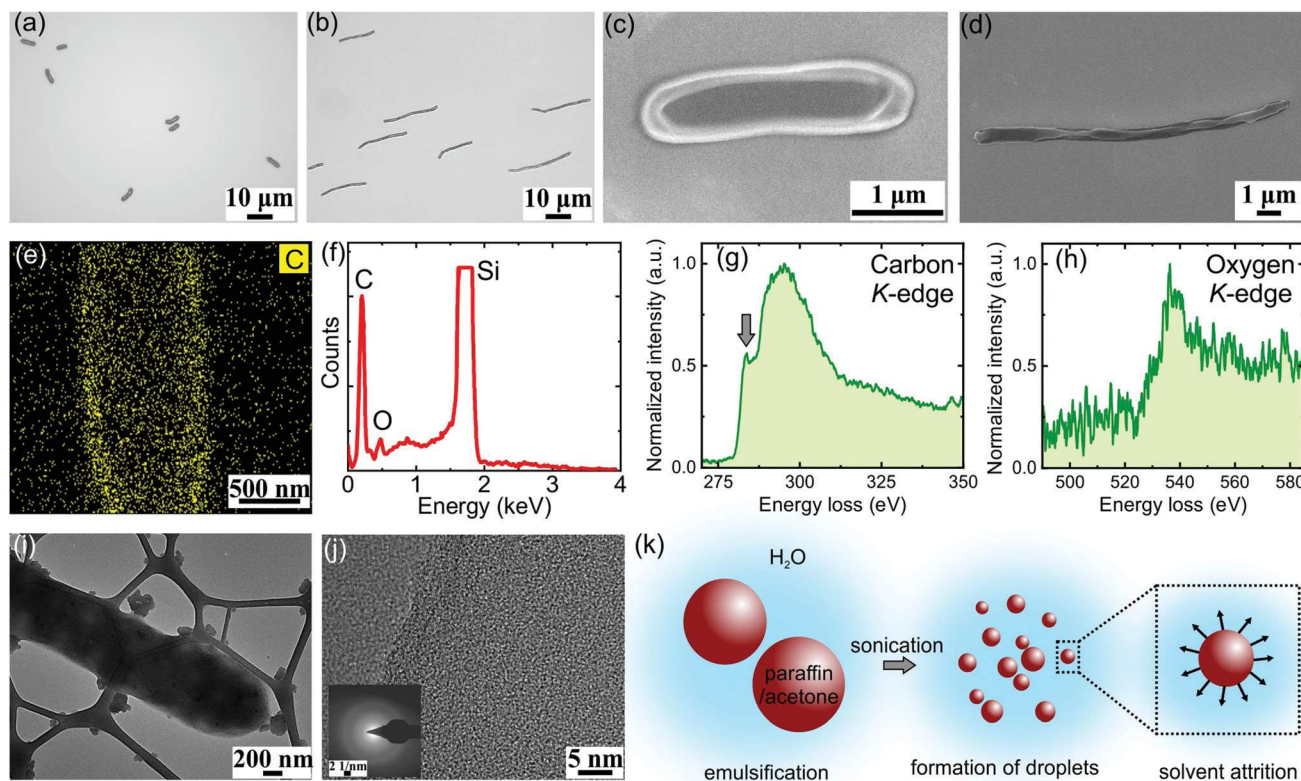 (a)
10 µm
(b)
10 µm
(c)
1 µm
(d)
1 µm
(e)
C
500 nm
(f)
C
O
Si
Counts
0 1 2 3 4
Energy (keV)
(g)
Carbon
K-edge
Normalized intensity (a.u.)
1.0
0.5
0.0
275 300 325 350
Energy loss (eV)
(h)
Oxygen
K-edge
Normalized intensity (a.u.)
1.0
0.5
0.0
500 520 540 560 580
Energy loss (eV)
(i)
200 nm
(j)
2 1/nm
5 nm
(k)
H₂O
paraffin
/acetone
sonication
emulsification
formation of droplets
solvent attrition